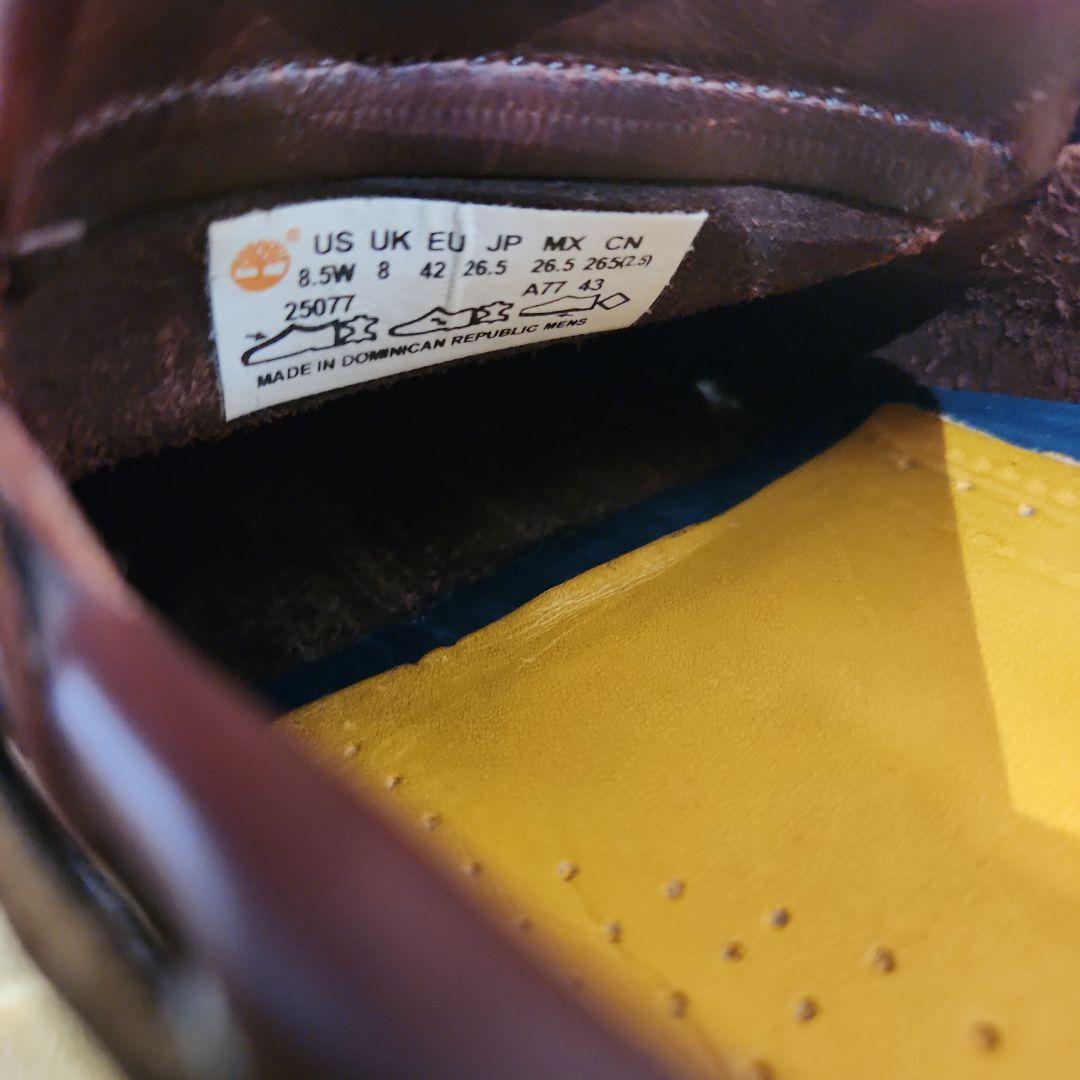 ® US UK EU JP MX CN
8.5W 8 42 26.5 26.5 265(2.5)
25077 A77 43
MADE IN DOMINICAN REPUBLIC MENS